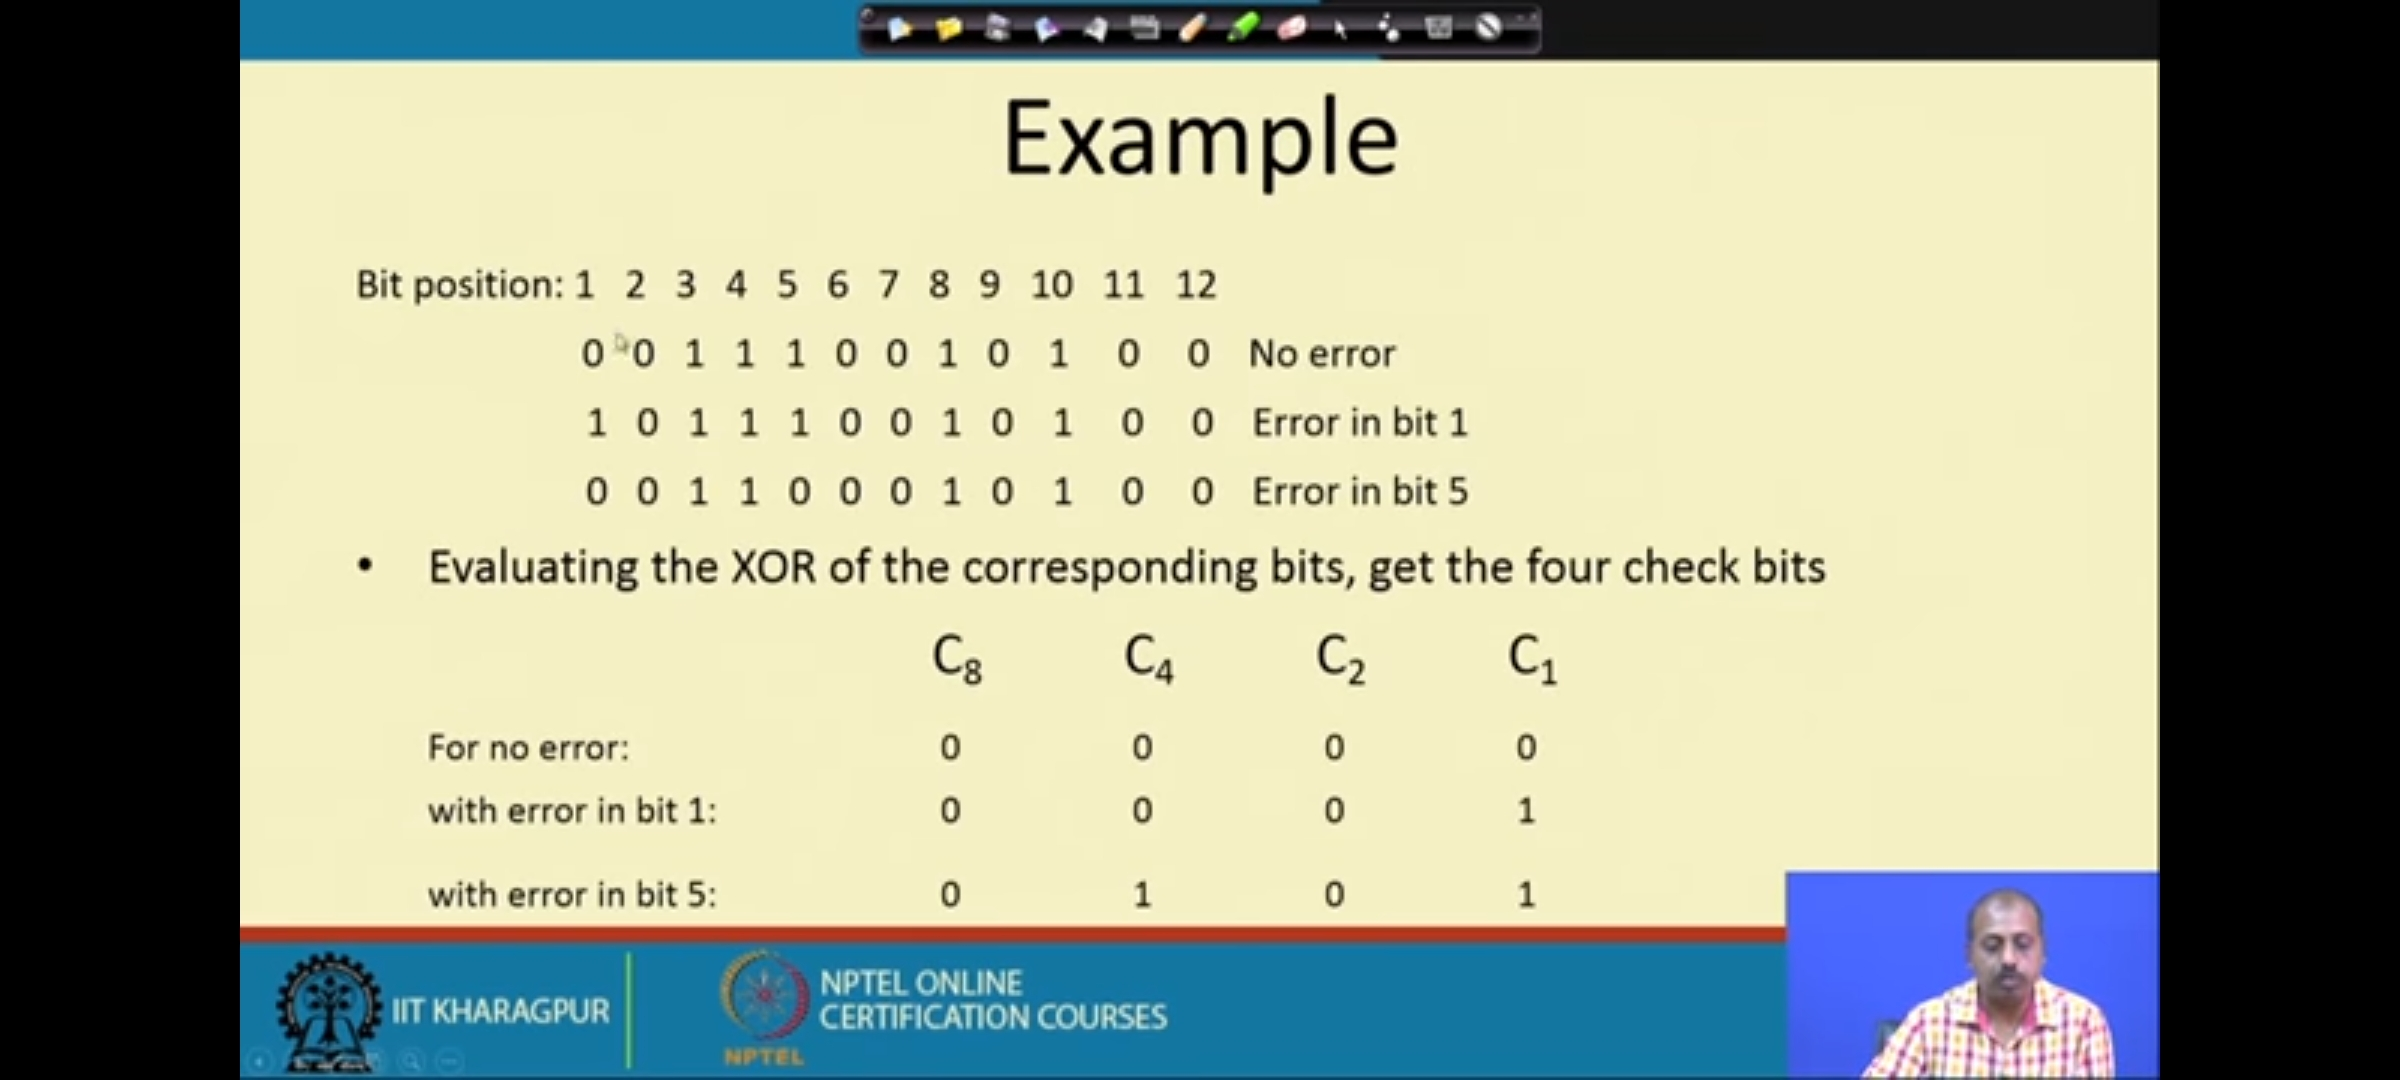 Example
Bit position: 1 2 3 4 5 6 7 8 9 10 11 12
0 0 1 1 1 0 0 1 0 1 0 0 No error
1 0 1 1 1 0 0 1 0 1 0 0 Error in bit 1
0 0 1 1 0 0 0 1 0 1 0 0 Error in bit 5
• Evaluating the XOR of the corresponding bits, get the four check bits
C₈ C₄ C₂ C₁
For no error: 0 0 0 0
with error in bit 1: 0 0 0 1
with error in bit 5: 0 1 0 1
IIT KHARAGPUR
NPTEL
NPTEL ONLINE
CERTIFICATION COURSES